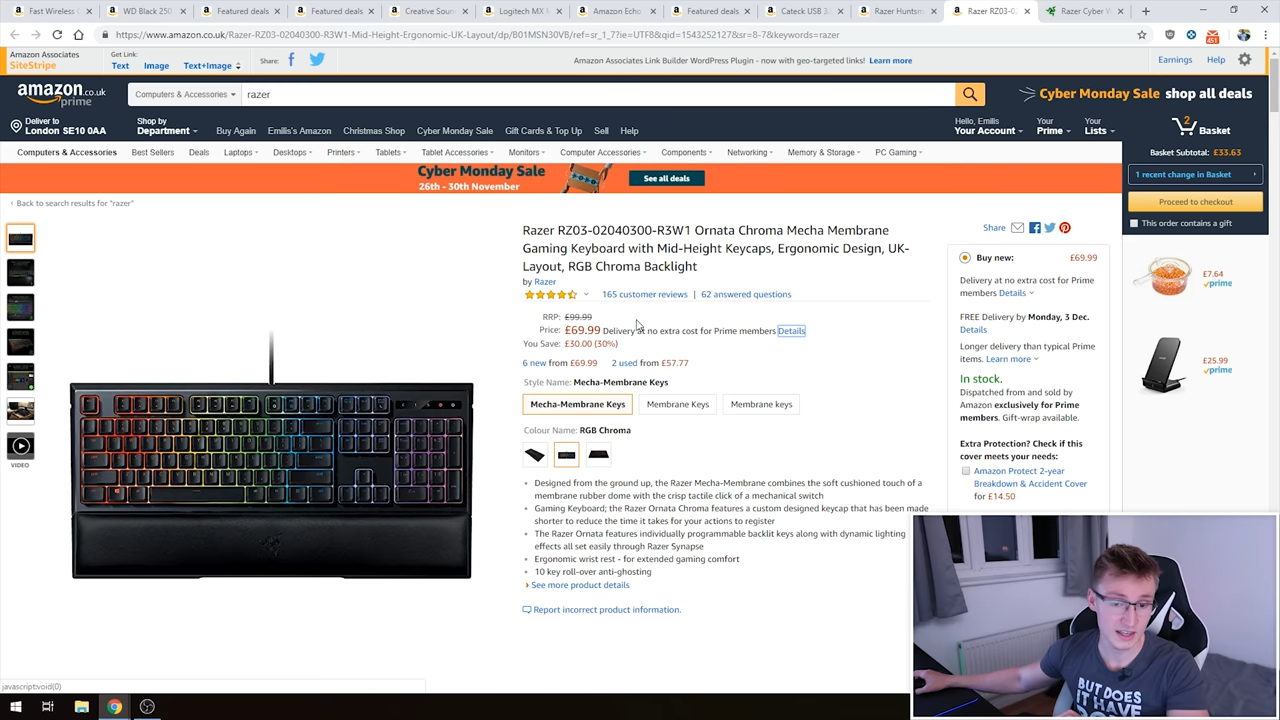 Fast Wireless C
WD Black 250
Featured deals
Featured deals
Creative Soun
Logitech MX M
Amazon Echo
Featured deals
Cateck USB 3
Razer Huntsm
Razer RZ03-02
Razer Cyber W
https://www.amazon.co.uk/Razer-RZ03-02040300-R3W1-Mid-Height-Ergonomic-UK-Layout/dp/B01MSN30VB/ref=sr_1_7?ie=UTF8&qid=1543252127&sr=8-7&keywords=razer
451
Amazon Associates
SiteStripe
Get Link:
Text
Image
Text+Image
Share:
Amazon Associates Link Builder WordPress Plugin - now with geo-targeted links! Learn more
Earnings
Help
amazon.co.uk
prime
Computers & Accessories
razer
Cyber Monday Sale shop all deals
Deliver to
London SE10 0AA
Shop by
Department
Buy Again
Emilis's Amazon
Christmas Shop
Cyber Monday Sale
Gift Cards & Top Up
Sell
Help
Hello, Emilis
Your Account
Your
Prime
Your
Lists
2
Basket
Computers & Accessories
Best Sellers
Deals
Laptops
Desktops
Printers
Tablets
Tablet Accessories
Monitors
Computer Accessories
Components
Networking
Memory & Storage
PC Gaming
Basket Subtotal: £33.63
1 recent change in Basket
Proceed to checkout
This order contains a gift
Cyber Monday Sale
26th - 30th November
See all deals
Back to search results for "razer"
VIDEO
Razer RZ03-02040300-R3W1 Ornata Chroma Mecha Membrane
Gaming Keyboard with Mid-Height Keycaps, Ergonomic Design, UK-
Layout, RGB Chroma Backlight
by Razer
165 customer reviews | 62 answered questions
RRP: £99.99
Price: £69.99 Delivery at no extra cost for Prime members Details
You Save: £30.00 (30%)
6 new from £69.99 2 used from £57.77
Style Name: Mecha-Membrane Keys
Mecha-Membrane Keys
Membrane Keys
Membrane keys
Colour Name: RGB Chroma
Designed from the ground up, the Razer Mecha-Membrane combines the soft cushioned touch of a
membrane rubber dome with the crisp tactile click of a mechanical switch
Gaming Keyboard; the Razer Ornata Chroma features a custom designed keycap that has been made
shorter to reduce the time it takes for your actions to register
The Razer Ornata features individually programmable backlit keys along with dynamic lighting
effects all set easily through Razer Synapse
Ergonomic wrist rest - for extended gaming comfort
10 key roll-over anti-ghosting
See more product details
Report incorrect product information.
Share
Buy new: £69.99
Delivery at no extra cost for Prime
members Details
FREE Delivery by Monday, 3 Dec.
Details
Longer delivery than typical Prime
items. Learn more
In stock.
Dispatched from and sold by
Amazon exclusively for Prime
members. Gift-wrap available.
Extra Protection? Check if this
cover meets your needs:
Amazon Protect 2-year
Breakdown & Accident Cover
for £14.50
£7.64
prime
£25.99
prime
javascript:void(0)
BUT DOES
IT HAVE